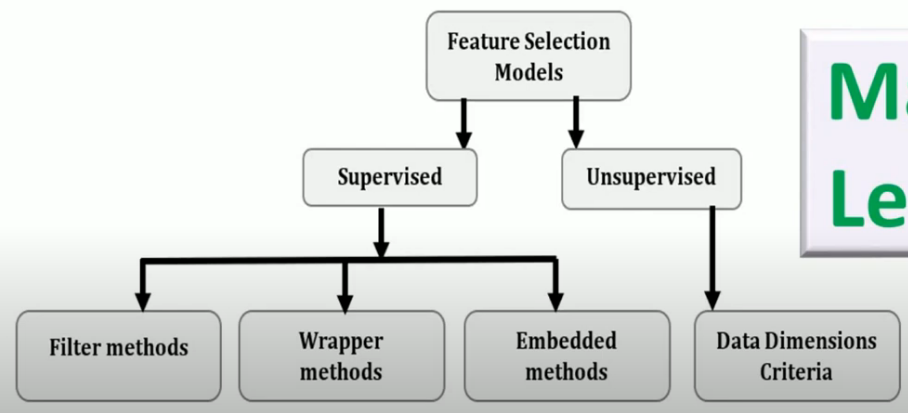 Feature Selection
Models
Supervised
Unsupervised
Filter methods
Wrapper
methods
Embedded
methods
Data Dimensions
Criteria